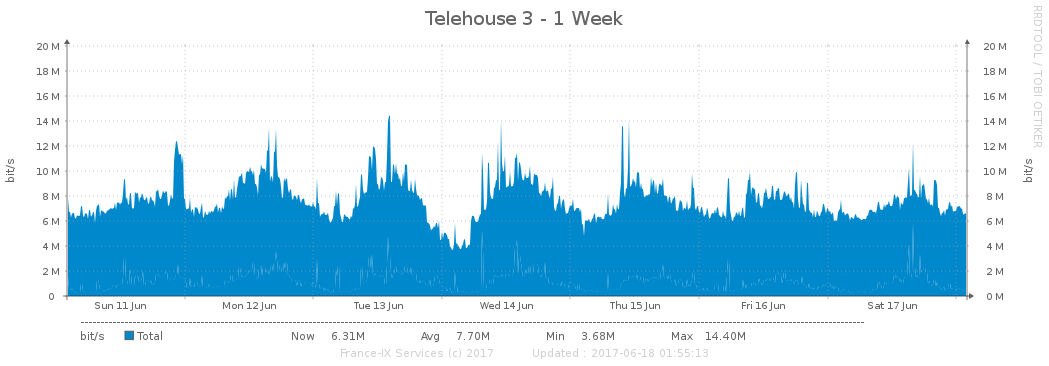 Telehouse 3 - 1 Week
RRDTOOL / TOBI OETIKER
bit/s
20 M
18 M
16 M
14 M
12 M
10 M
8 M
6 M
4 M
2 M
0
20 M
18 M
16 M
14 M
12 M
10 M
8 M
6 M
4 M
2 M
0 M
bit/s
Sun 11 Jun Mon 12 Jun Tue 13 Jun Wed 14 Jun Thu 15 Jun Fri 16 Jun Sat 17 Jun
bit/s Total Now 6.31M Avg 7.70M Min 3.68M Max 14.40M
France-IX Services (c) 2017 Updated : 2017-06-18 01:55:13